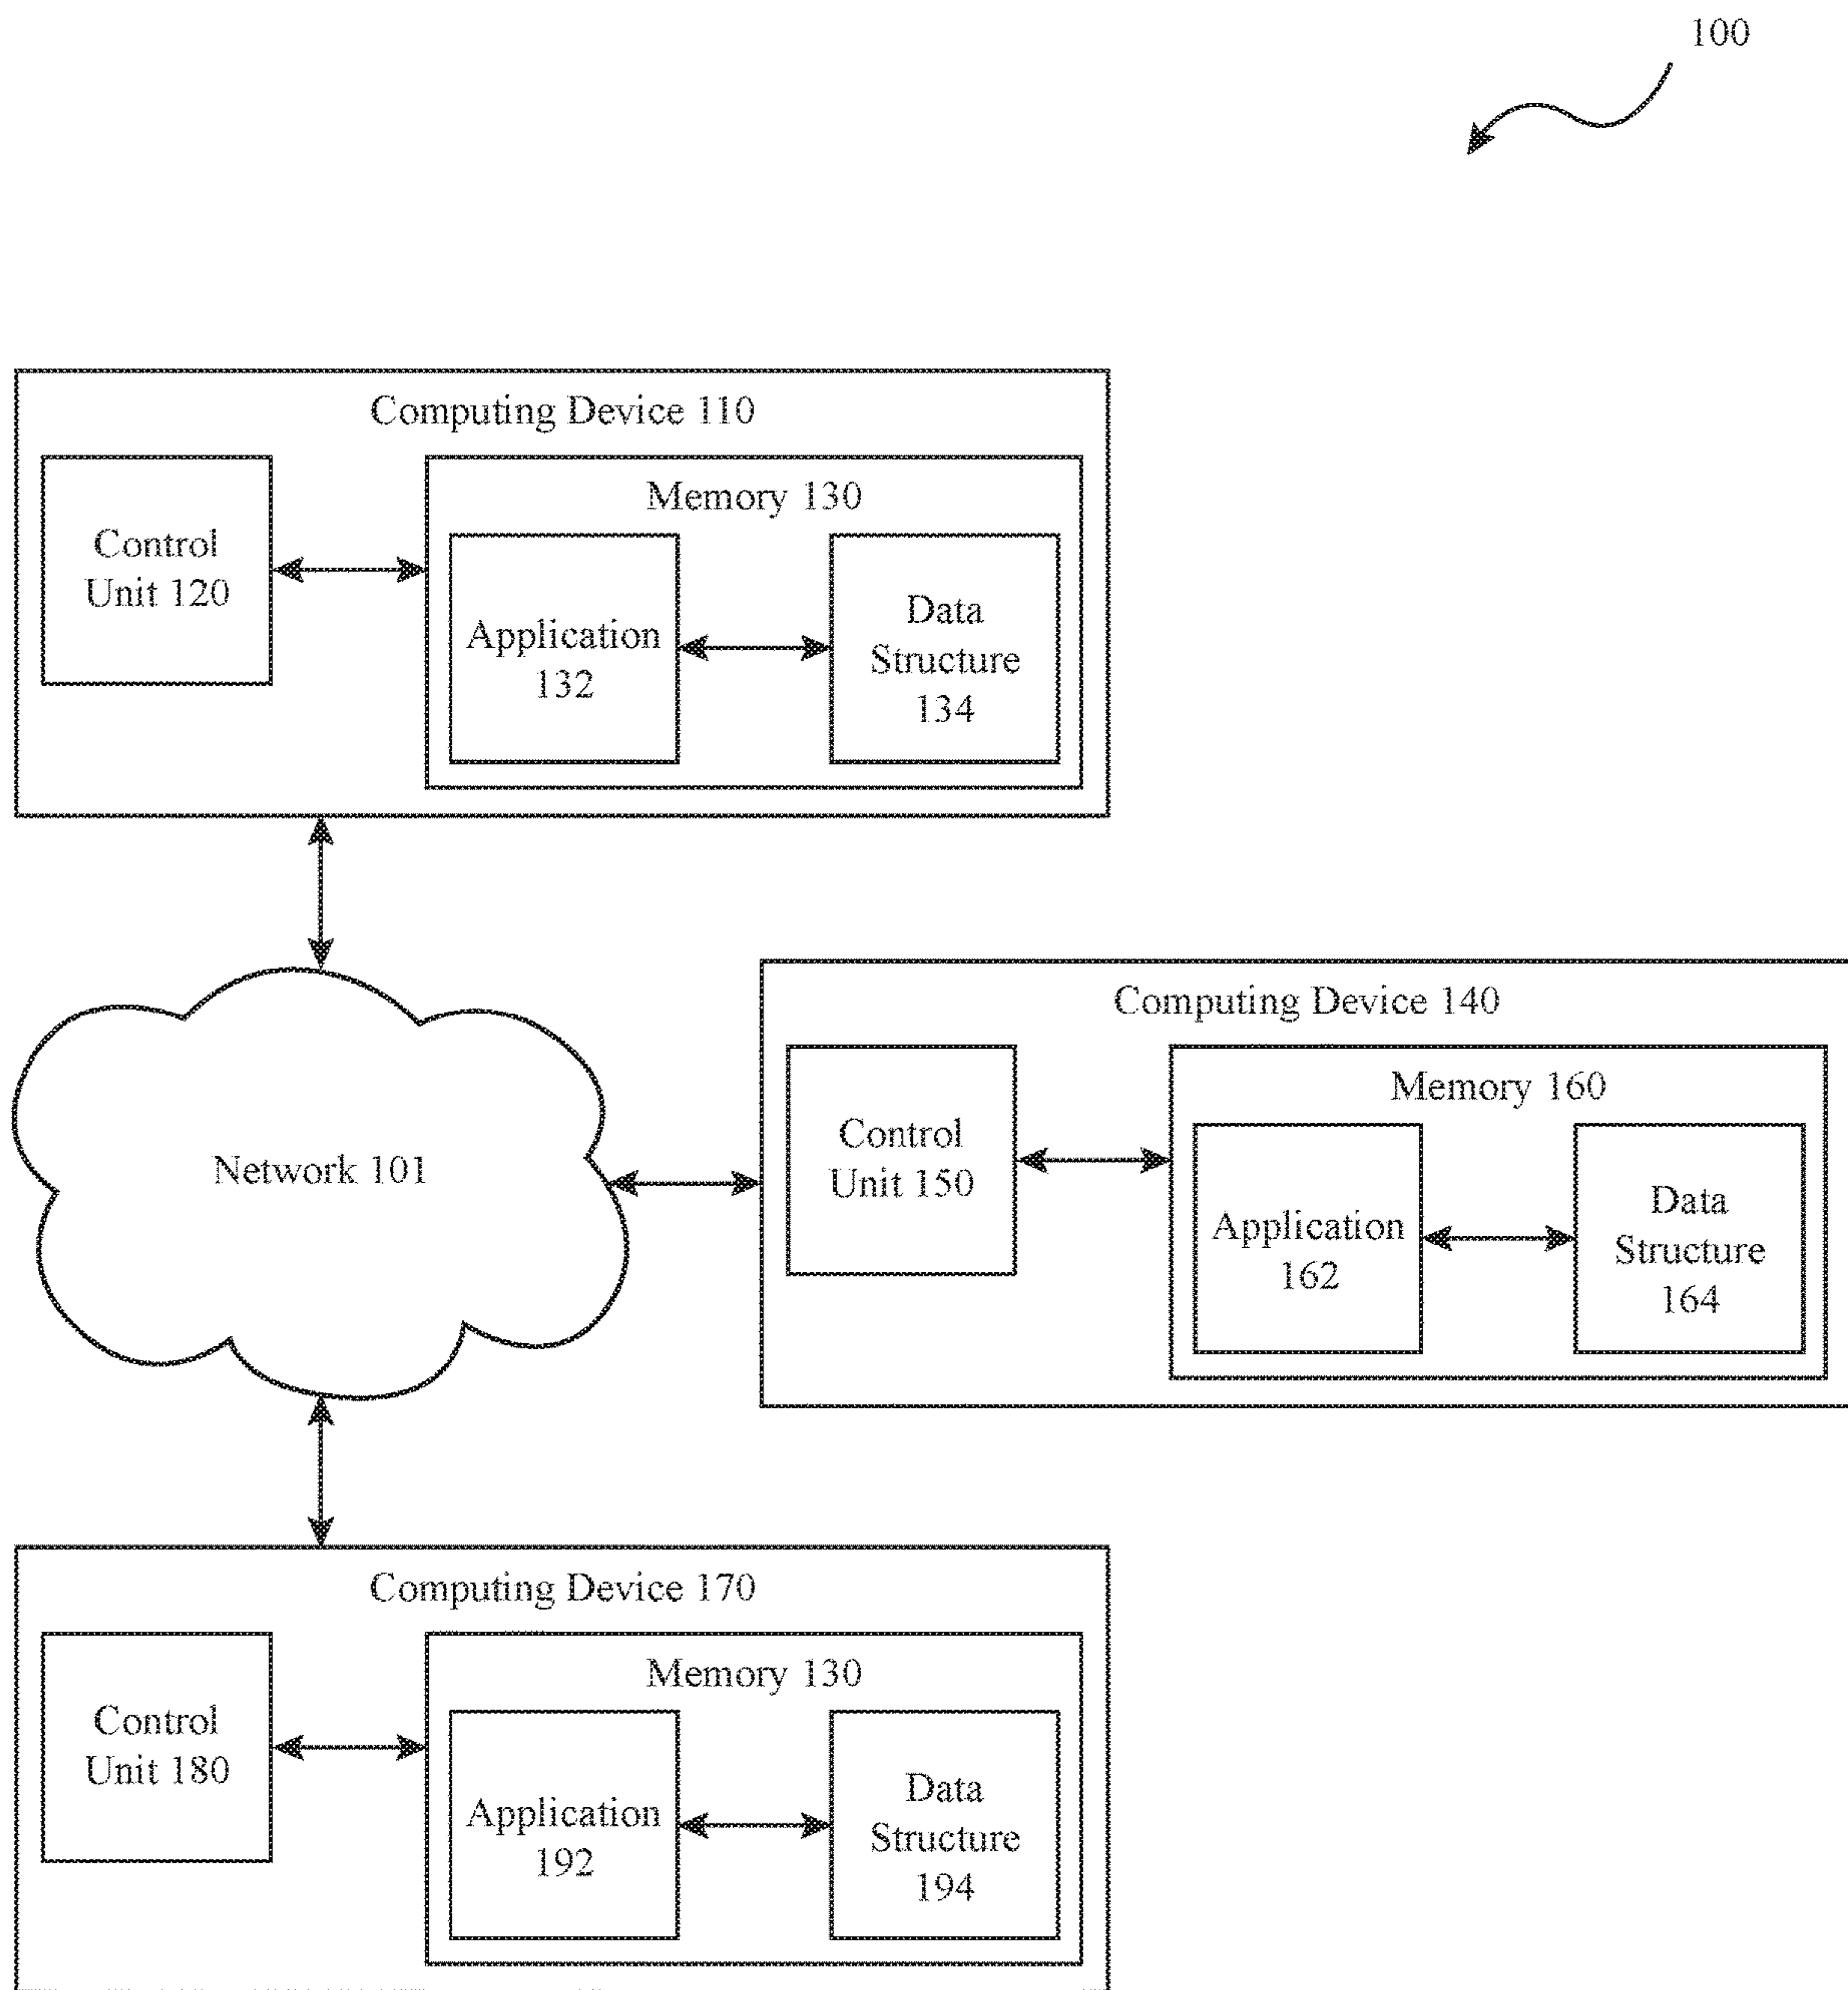 100
Computing Device 110
Control
Unit 120
Memory 130
Application
132
Data
Structure
134
Network 101
Computing Device 140
Control
Unit 150
Memory 160
Application
162
Data
Structure
164
Computing Device 170
Control
Unit 180
Memory 130
Application
192
Data
Structure
194